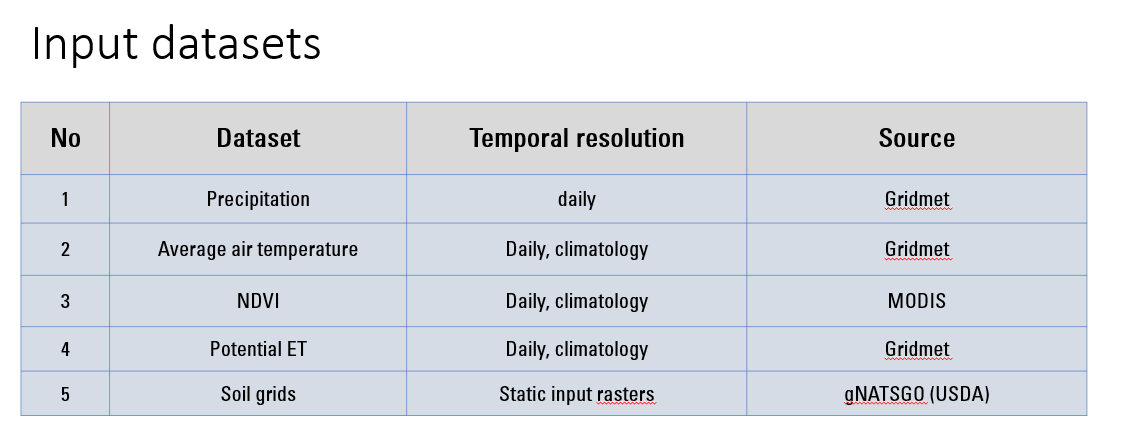 Input datasets
No Dataset Temporal resolution Source
1 Precipitation daily Gridmet
2 Average air temperature Daily, climatology Gridmet
3 NDVI Daily, climatology MODIS
4 Potential ET Daily, climatology Gridmet
5 Soil grids Static input rasters gNATSGO (USDA)